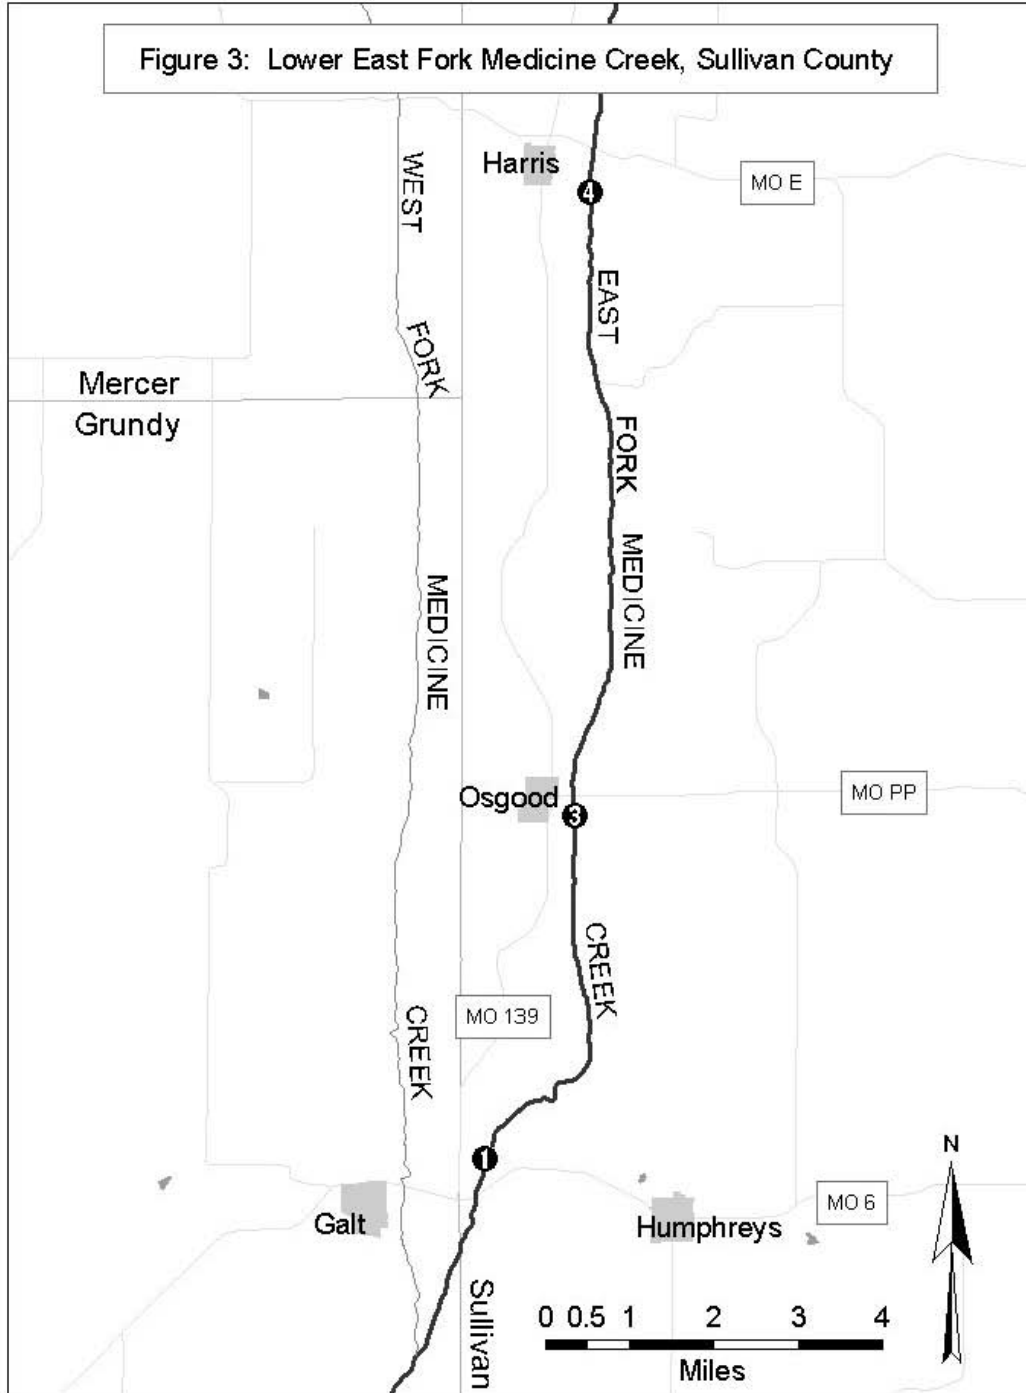 Figure 3: Lower East Fork Medicine Creek, Sullivan County
Harris
MO E
4
WEST
FORK
MEDICINE
CREEK
EAST
FORK
MEDICINE
CREEK
Mercer
Grundy
Osgood
MO PP
3
MO 139
1
Galt
Humphreys
MO 6
N
Sullivan
0 0.5 1 2 3 4
Miles